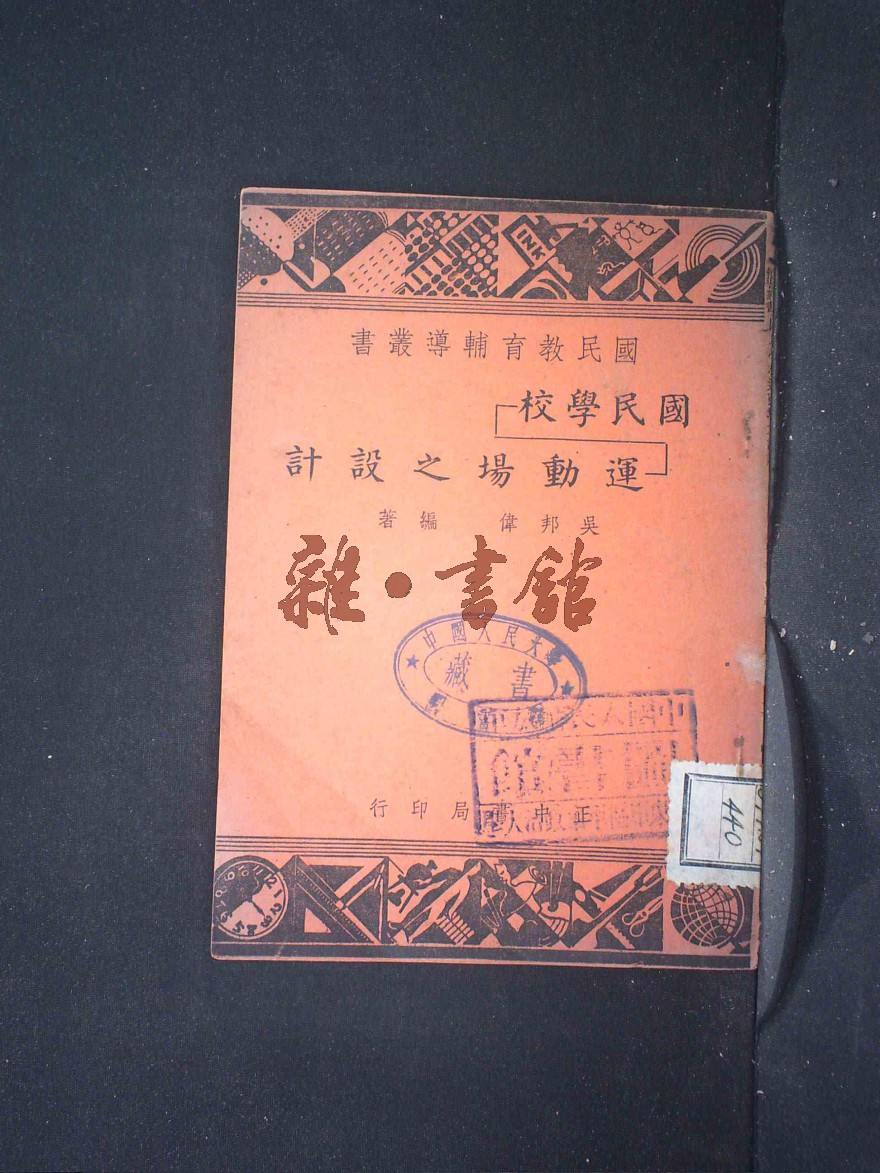 國民教育輔導叢書
國民學校
運動場之設計
吳邦偉 編著
雜·書館
中國人民大學
藏書
正中書局印行
440
INK